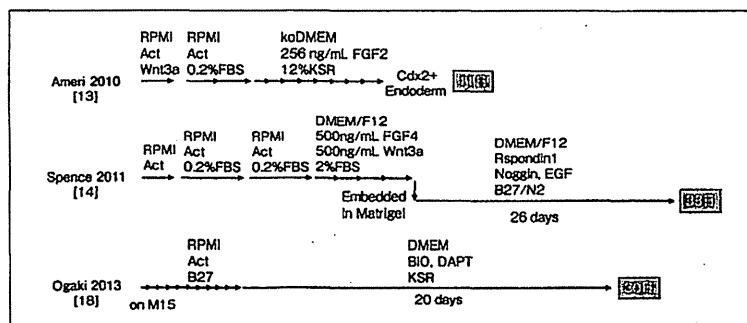 RPMI
Act
Wnt3a
RPMI
Act
0.2%FBS
koDMEM
256 ng/mL FGF2
12%KSR
Ameri 2010
[13]
Cdx2+
Endoderm
RPMI
Act
RPMI
Act
0.2%FBS
RPMI
Act
0.2%FBS
DMEM/F12
500ng/mL FGF4
500ng/mL Wnt3a
2%FBS
DMEM/F12
Rspondin1
Noggin, EGF
B27/N2
Spence 2011
[14]
Embedded
in Matrigel
26 days
RPMI
Act
B27
DMEM
BIO, DAPT
KSR
Ogaki 2013
[18]
on M15
20 days